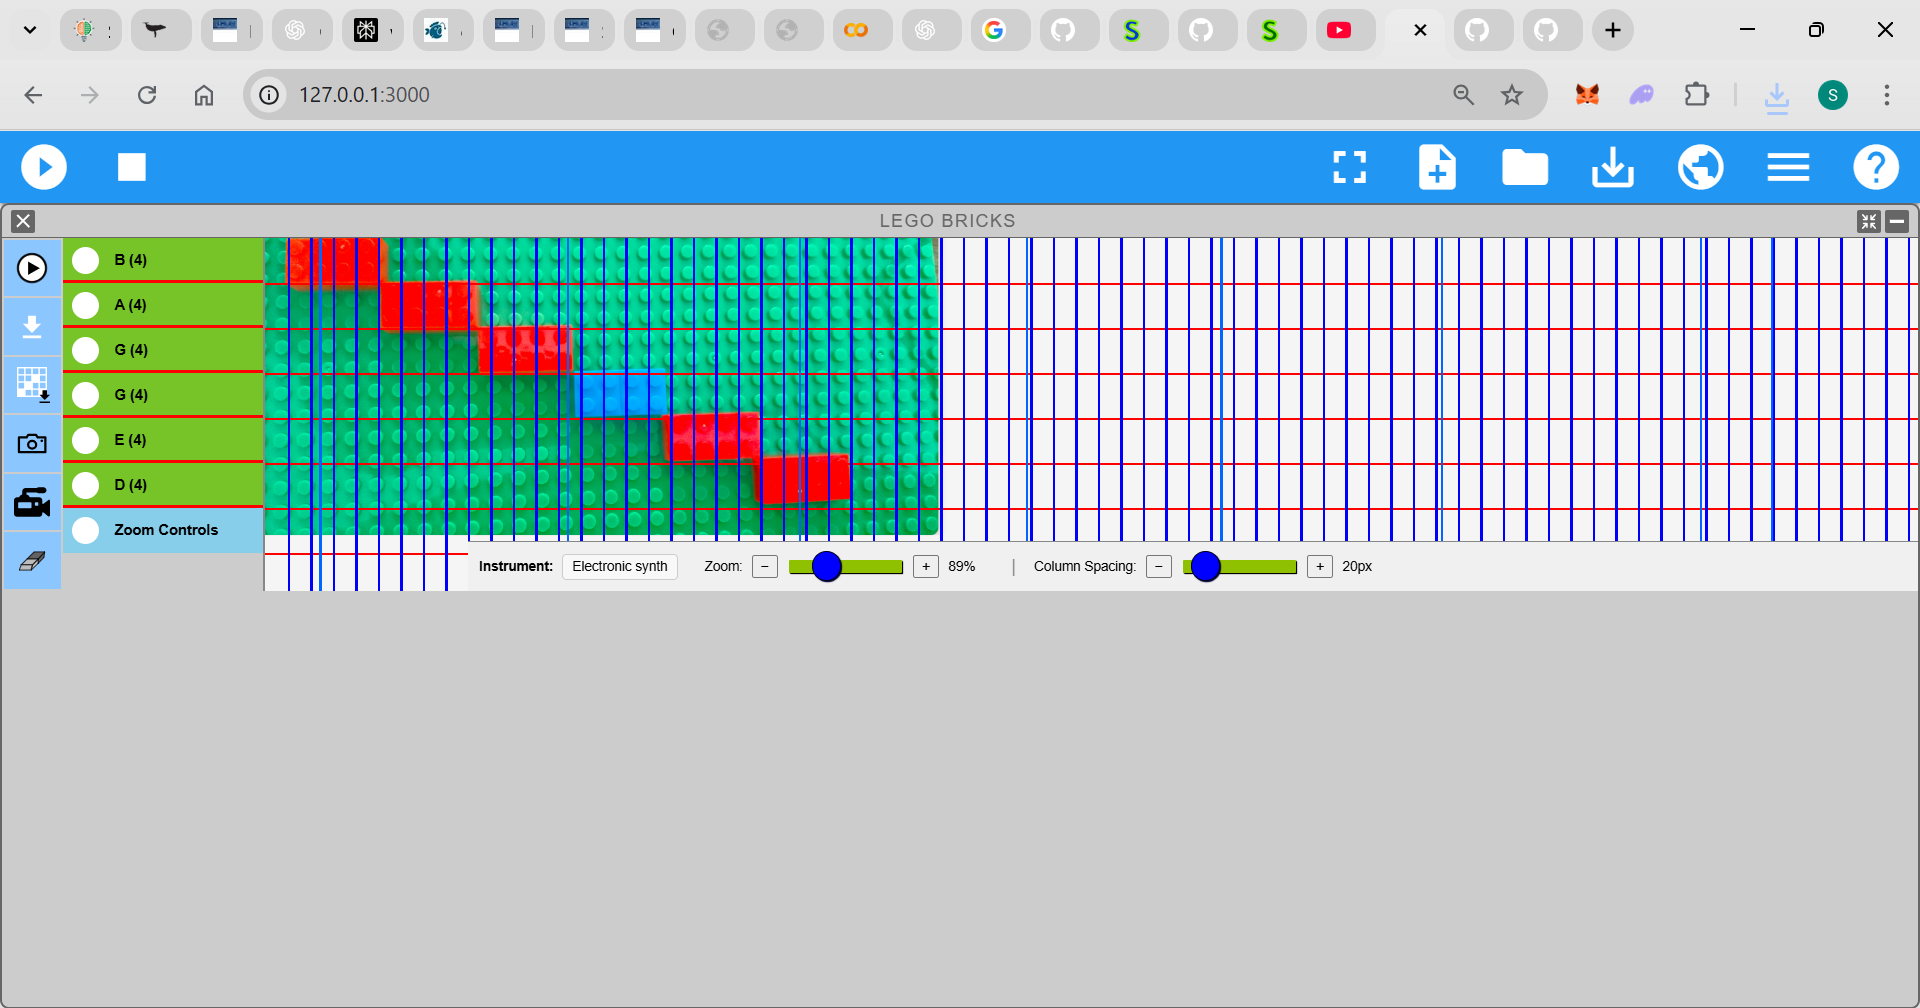 127.0.0.1:3000
S
LEGO BRICKS
B (4)
A (4)
G (4)
G (4)
E (4)
D (4)
Zoom Controls
Instrument: Electronic synth Zoom: − + 89% | Column Spacing: − + 20px